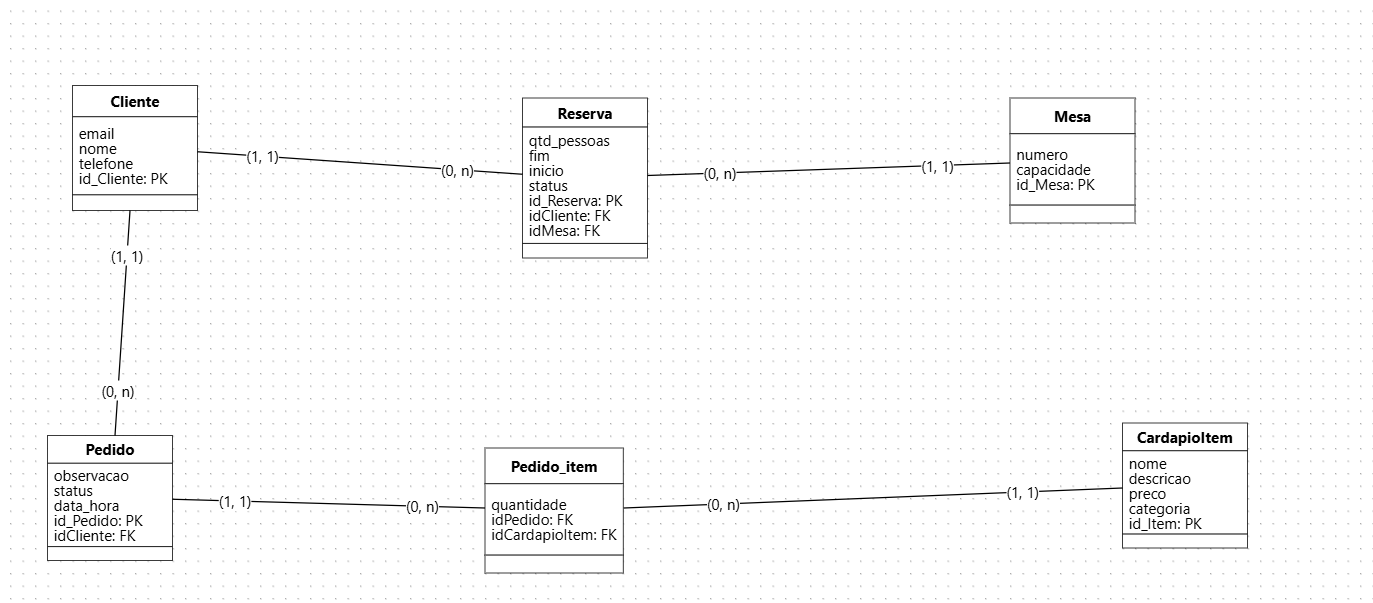 Cliente
email
nome
telefone
id_Cliente: PK
(1, 1)
(0, n)
Reserva
qtd_pessoas
fim
inicio
status
id_Reserva: PK
idCliente: FK
idMesa: FK
(0, n)
(1, 1)
Mesa
numero
capacidade
id_Mesa: PK
(1, 1)
(0, n)
Pedido
observacao
status
data_hora
id_Pedido: PK
idCliente: FK
(1, 1)
(0, n)
Pedido_item
quantidade
idPedido: FK
idCardapioItem: FK
(0, n)
(1, 1)
CardapioItem
nome
descricao
preco
categoria
id_Item: PK